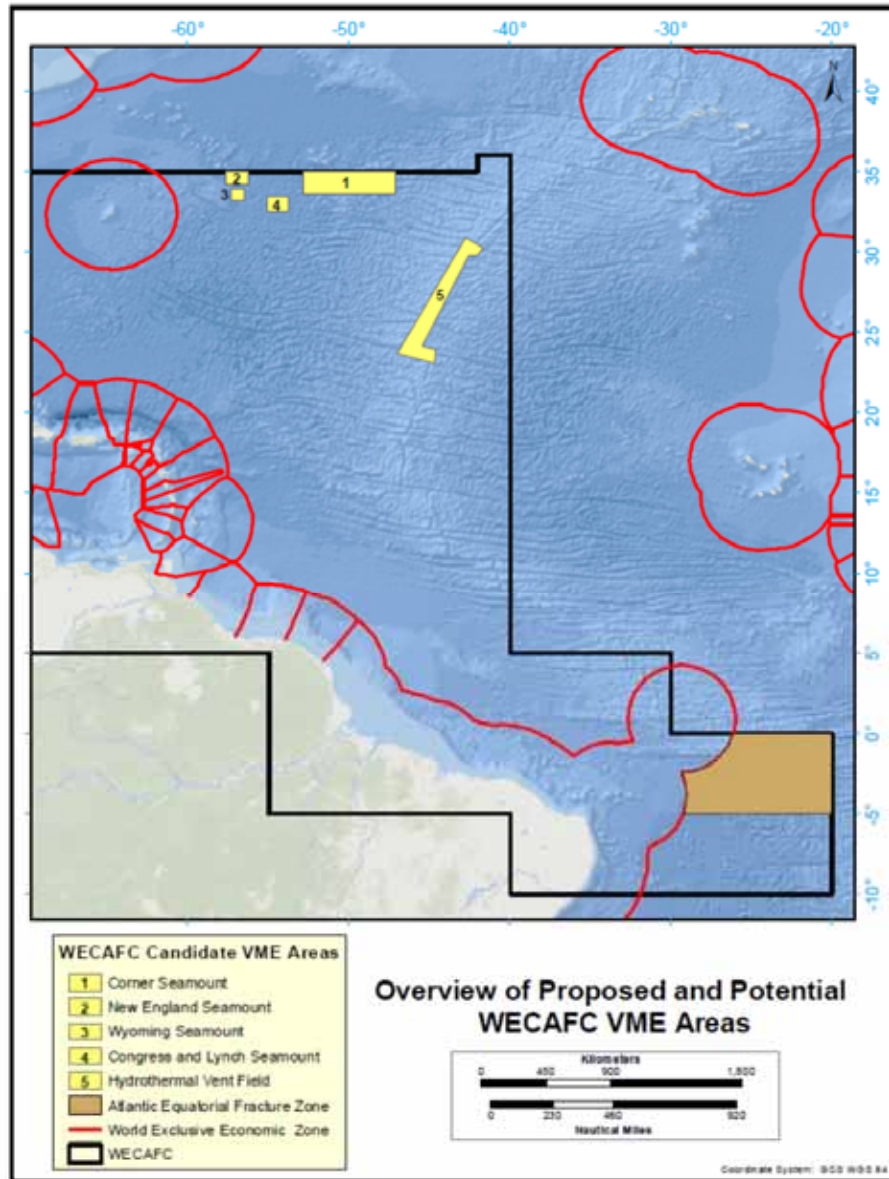 -60° -50° -40° -30° -20°
N
40°
35°
30°
25°
20°
15°
10°
5°
0°
-5°
-10°
2
1
3
4
5
WECAFC Candidate VME Areas
1 Corner Seamount
2 New England Seamount
3 Wyoming Seamount
4 Congress and Lynch Seamount
5 Hydrothermal Vent Field
Atlantic Equatorial Fracture Zone
World Exclusive Economic Zone
WECAFC
Overview of Proposed and Potential
WECAFC VME Areas
Kilometers
0 450 900 1,800
0 230 460 920
Nautical Miles
Coordinate System: GCS WGS 84